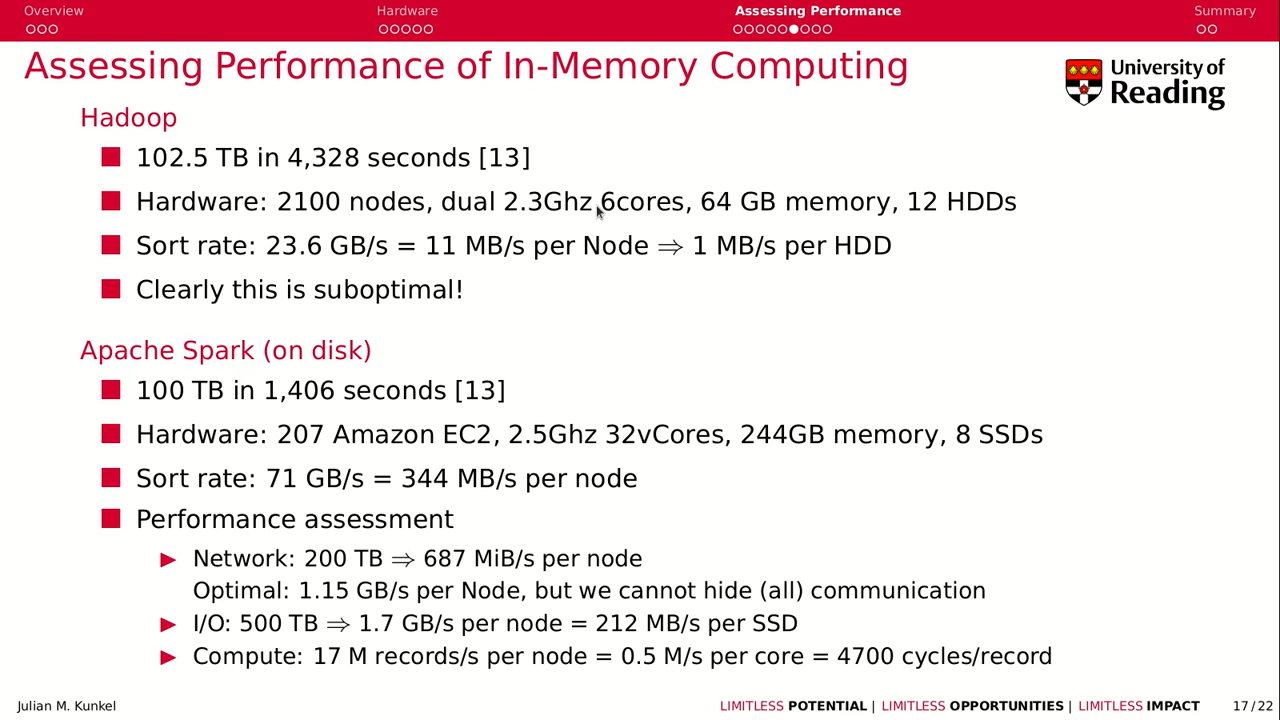 Overview Hardware Assessing Performance Summary
Assessing Performance of In-Memory Computing
University of
Reading
Hadoop
102.5 TB in 4,328 seconds [13]
Hardware: 2100 nodes, dual 2.3Ghz 6cores, 64 GB memory, 12 HDDs
Sort rate: 23.6 GB/s = 11 MB/s per Node ⇒ 1 MB/s per HDD
Clearly this is suboptimal!
Apache Spark (on disk)
100 TB in 1,406 seconds [13]
Hardware: 207 Amazon EC2, 2.5Ghz 32vCores, 244GB memory, 8 SSDs
Sort rate: 71 GB/s = 344 MB/s per node
Performance assessment
Network: 200 TB ⇒ 687 MiB/s per node
Optimal: 1.15 GB/s per Node, but we cannot hide (all) communication
I/O: 500 TB ⇒ 1.7 GB/s per node = 212 MB/s per SSD
Compute: 17 M records/s per node = 0.5 M/s per core = 4700 cycles/record
Julian M. Kunkel LIMITLESS POTENTIAL | LIMITLESS OPPORTUNITIES | LIMITLESS IMPACT 17 / 22